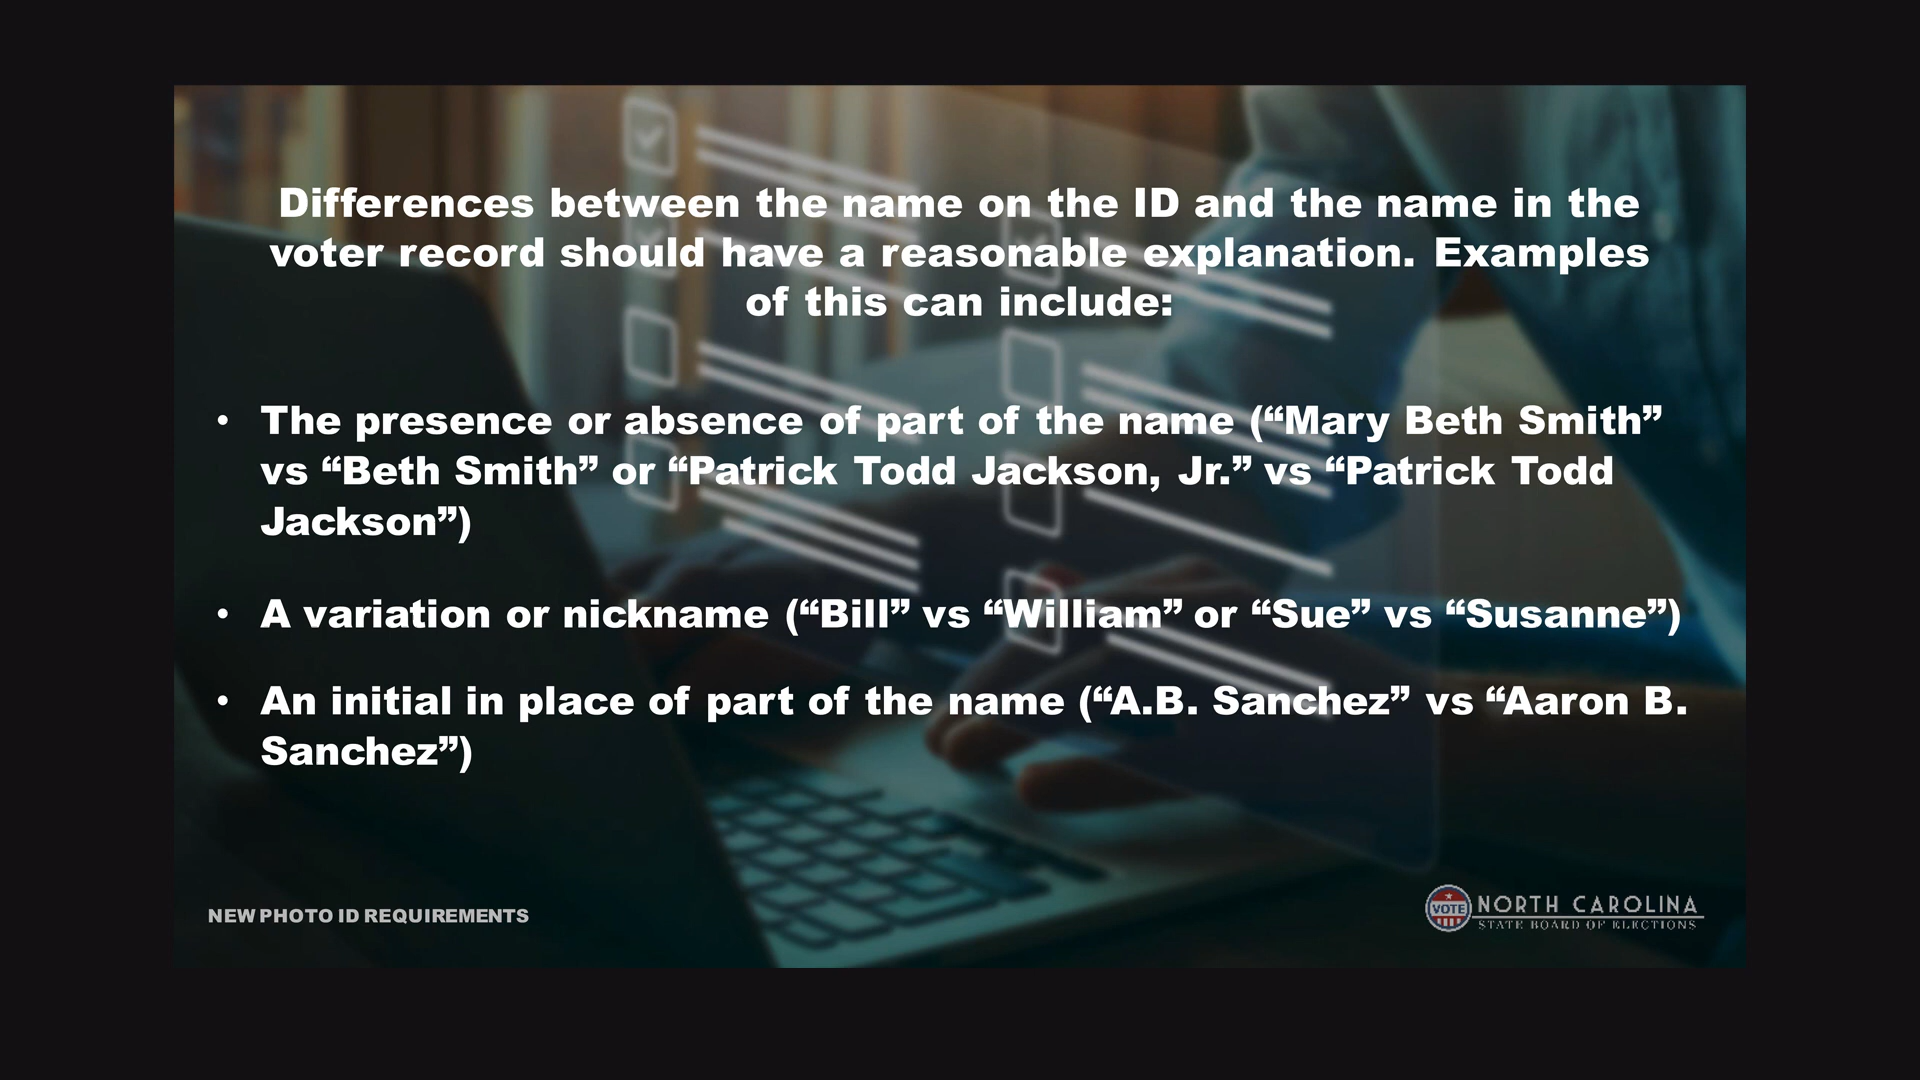 Differences between the name on the ID and the name in the
voter record should have a reasonable explanation. Examples
of this can include:
• The presence or absence of part of the name (“Mary Beth Smith”
vs “Beth Smith” or “Patrick Todd Jackson, Jr.” vs “Patrick Todd
Jackson”)
• A variation or nickname (“Bill” vs “William” or “Sue” vs “Susanne”)
• An initial in place of part of the name (“A.B. Sanchez” vs “Aaron B.
Sanchez”)
NEW PHOTO ID REQUIREMENTS
VOTE
NORTH CAROLINA
STATE BOARD OF ELECTIONS